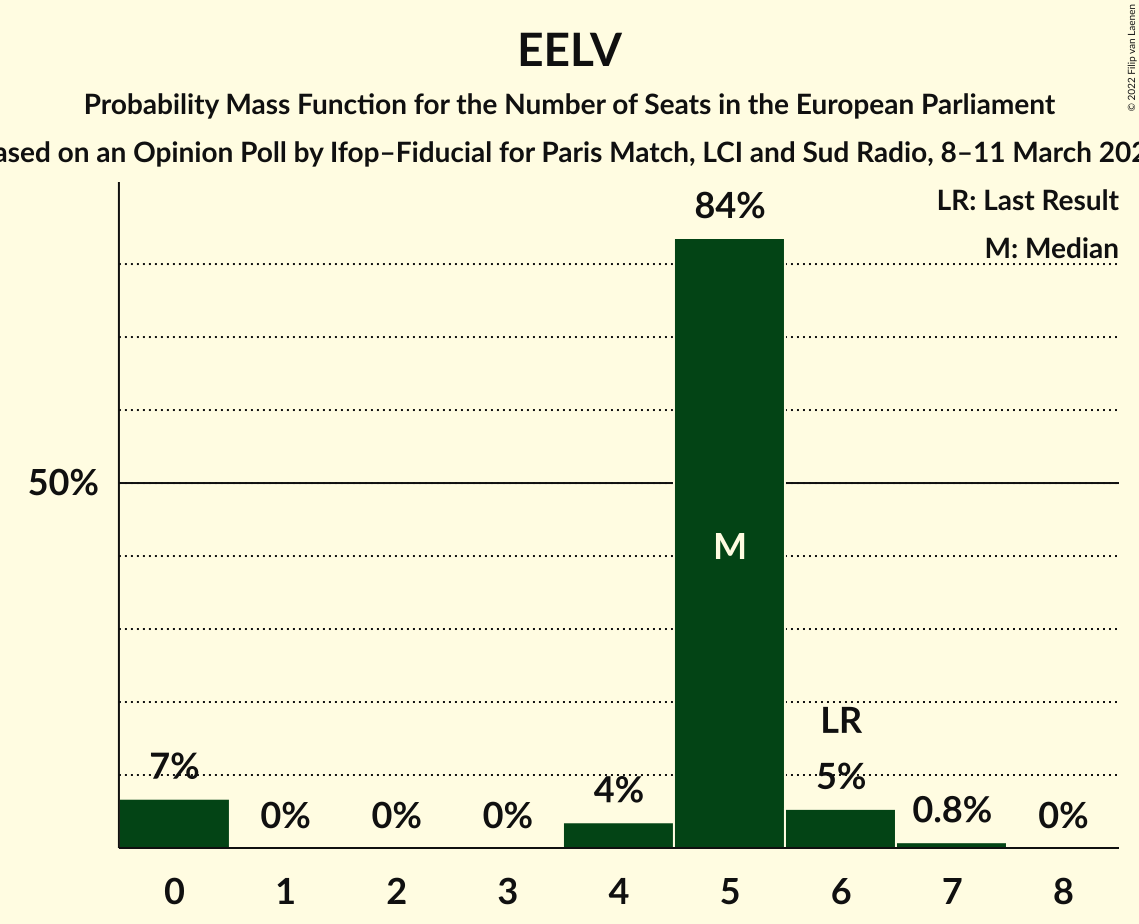 EELV
Probability Mass Function for the Number of Seats in the European Parliament
ased on an Opinion Poll by Ifop–Fiducial for Paris Match, LCI and Sud Radio, 8–11 March 202
© 2022 Filip van Laenen
LR: Last Result
M: Median
84%
50%
M
LR
7%
0%
0%
0%
4%
5%
0.8%
0%
0 1 2 3 4 5 6 7 8